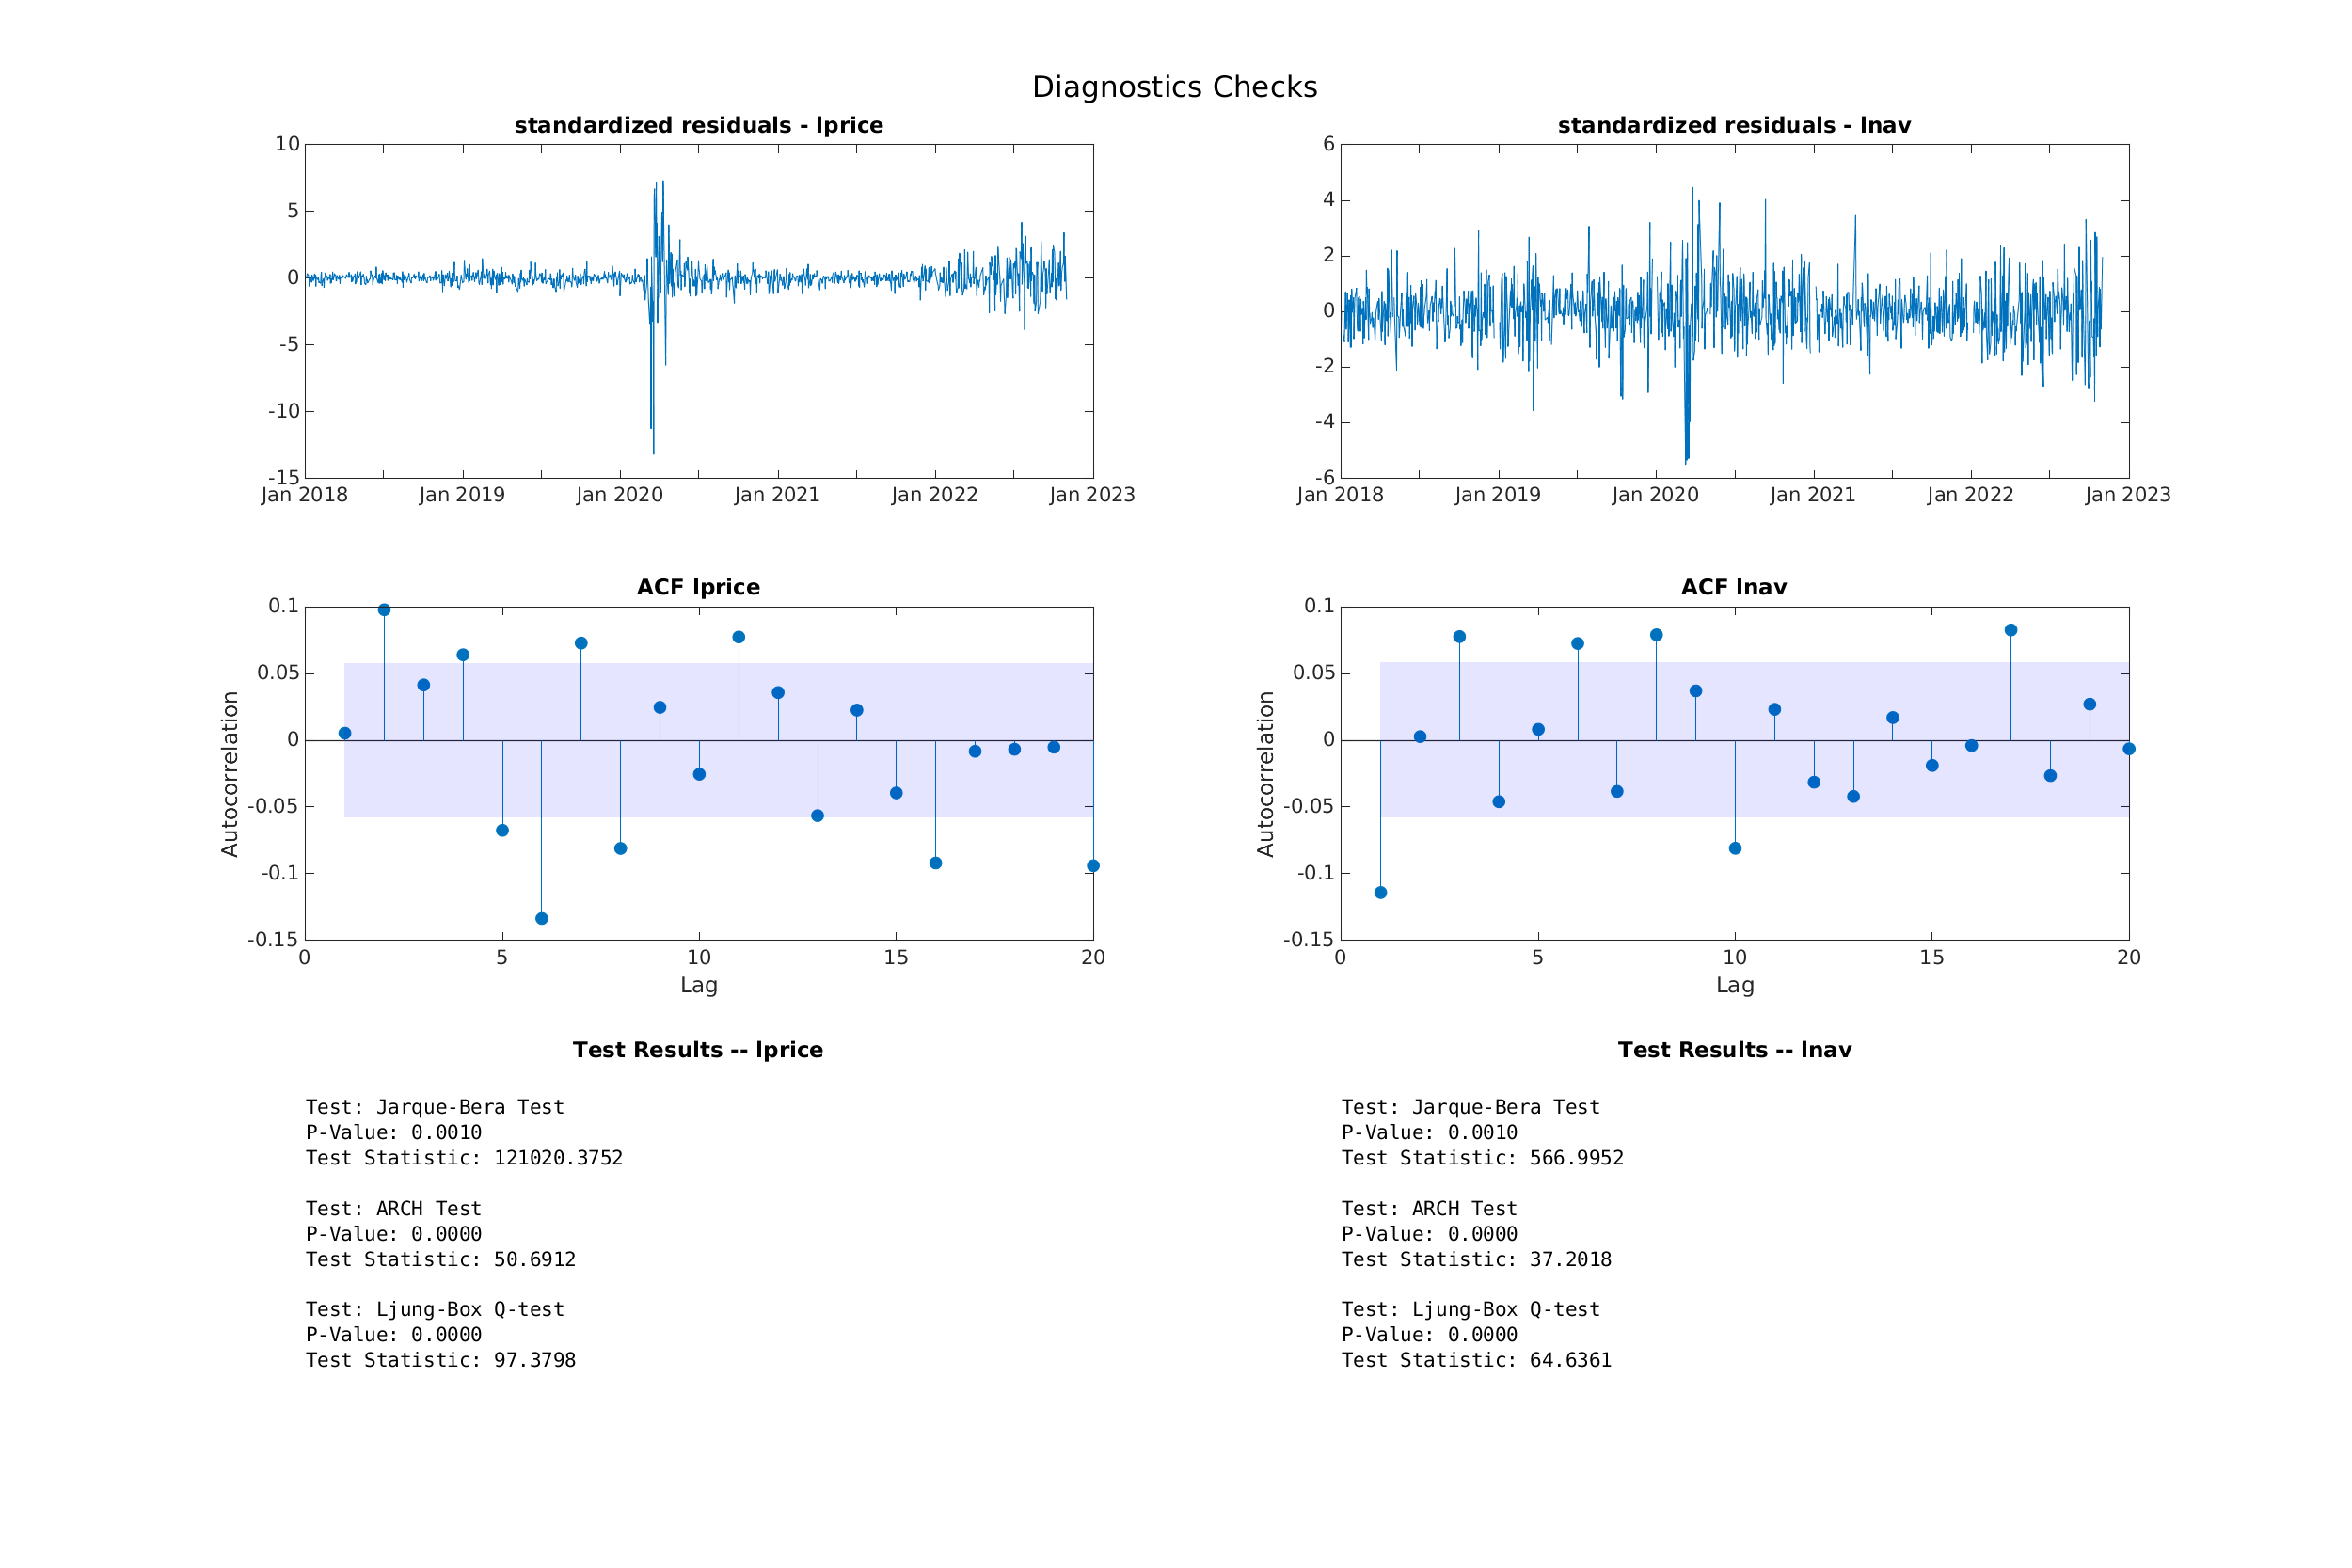 Diagnostics Checks
standardized residuals - lprice
10
5
0
-5
-10
-15
Jan 2018 Jan 2019 Jan 2020 Jan 2021 Jan 2022 Jan 2023
standardized residuals - lnav
6
4
2
0
-2
-4
-6
Jan 2018 Jan 2019 Jan 2020 Jan 2021 Jan 2022 Jan 2023
ACF lprice
Autocorrelation
0.1
0.05
0
-0.05
-0.1
-0.15
0 5 10 15 20
Lag
ACF lnav
Autocorrelation
0.1
0.05
0
-0.05
-0.1
-0.15
0 5 10 15 20
Lag
Test Results -- lprice
Test: Jarque-Bera Test
P-Value: 0.0010
Test Statistic: 121020.3752
Test: ARCH Test
P-Value: 0.0000
Test Statistic: 50.6912
Test: Ljung-Box Q-test
P-Value: 0.0000
Test Statistic: 97.3798
Test Results -- lnav
Test: Jarque-Bera Test
P-Value: 0.0010
Test Statistic: 566.9952
Test: ARCH Test
P-Value: 0.0000
Test Statistic: 37.2018
Test: Ljung-Box Q-test
P-Value: 0.0000
Test Statistic: 64.6361